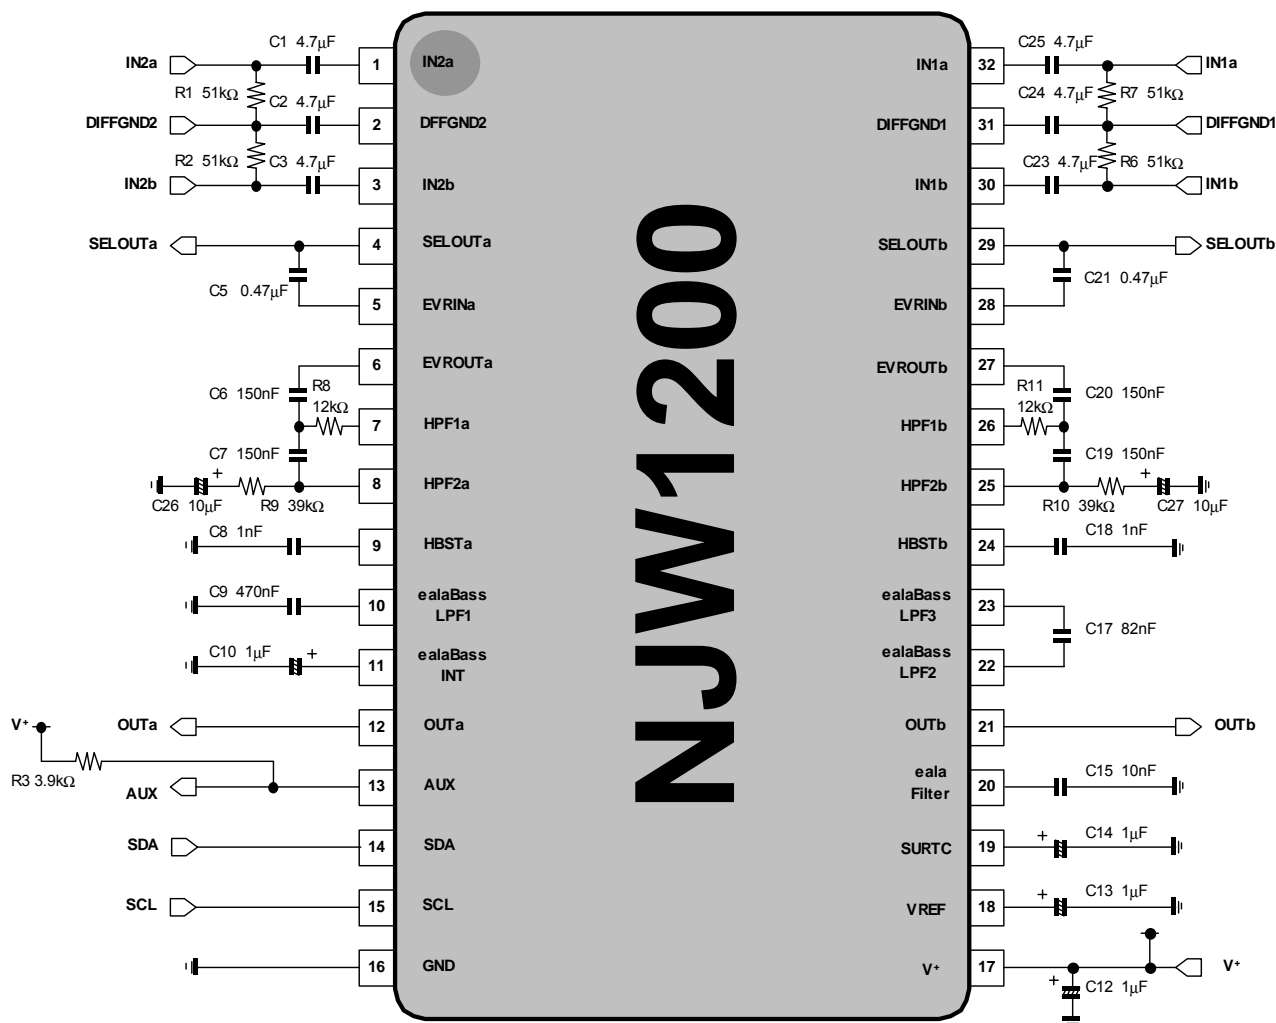 C1 4.7µF
IN2a
1
IN2a
R1 51kΩ
C2 4.7µF
DIFFGND2
2
DFFGND2
R2 51kΩ
C3 4.7µF
IN2b
3
IN2b
SELOUTa
4
SELOUTa
C5 0.47µF
5
EVRINa
6
EVROUTa
C6 150nF
R8
12kΩ
7
HPF1a
C7 150nF
+
8
HPF2a
C26 10µF
R9 39kΩ
C8 1nF
9
HBSTa
C9 470nF
10
ealaBass
LPF1
C10 1µF
+
11
ealaBass
INT
V+
OUTa
12
OUTa
R3 3.9kΩ
AUX
13
AUX
SDA
14
SDA
SCL
15
SCL
16
GND
NJW1200
C25 4.7µF
IN1a
32
IN1a
C24 4.7µF
R7 51kΩ
DIFFGND1
31
DIFFGND1
C23 4.7µF
R6 51kΩ
IN1b
30
IN1b
SELOUTb
29
SELOUTb
C21 0.47µF
EVRINb
28
EVROUTb
27
R11
12kΩ
C20 150nF
HPF1b
26
C19 150nF
+
HPF2b
25
R10 39kΩ
C27 10µF
HBSTb
24
C18 1nF
ealaBass
LPF3
23
C17 82nF
ealaBass
LPF2
22
OUTb
21
OUTb
eala
Filter
20
C15 10nF
SURTC
19
+
C14 1µF
VREF
18
+
C13 1µF
V+
17
V+
+
C12 1µF